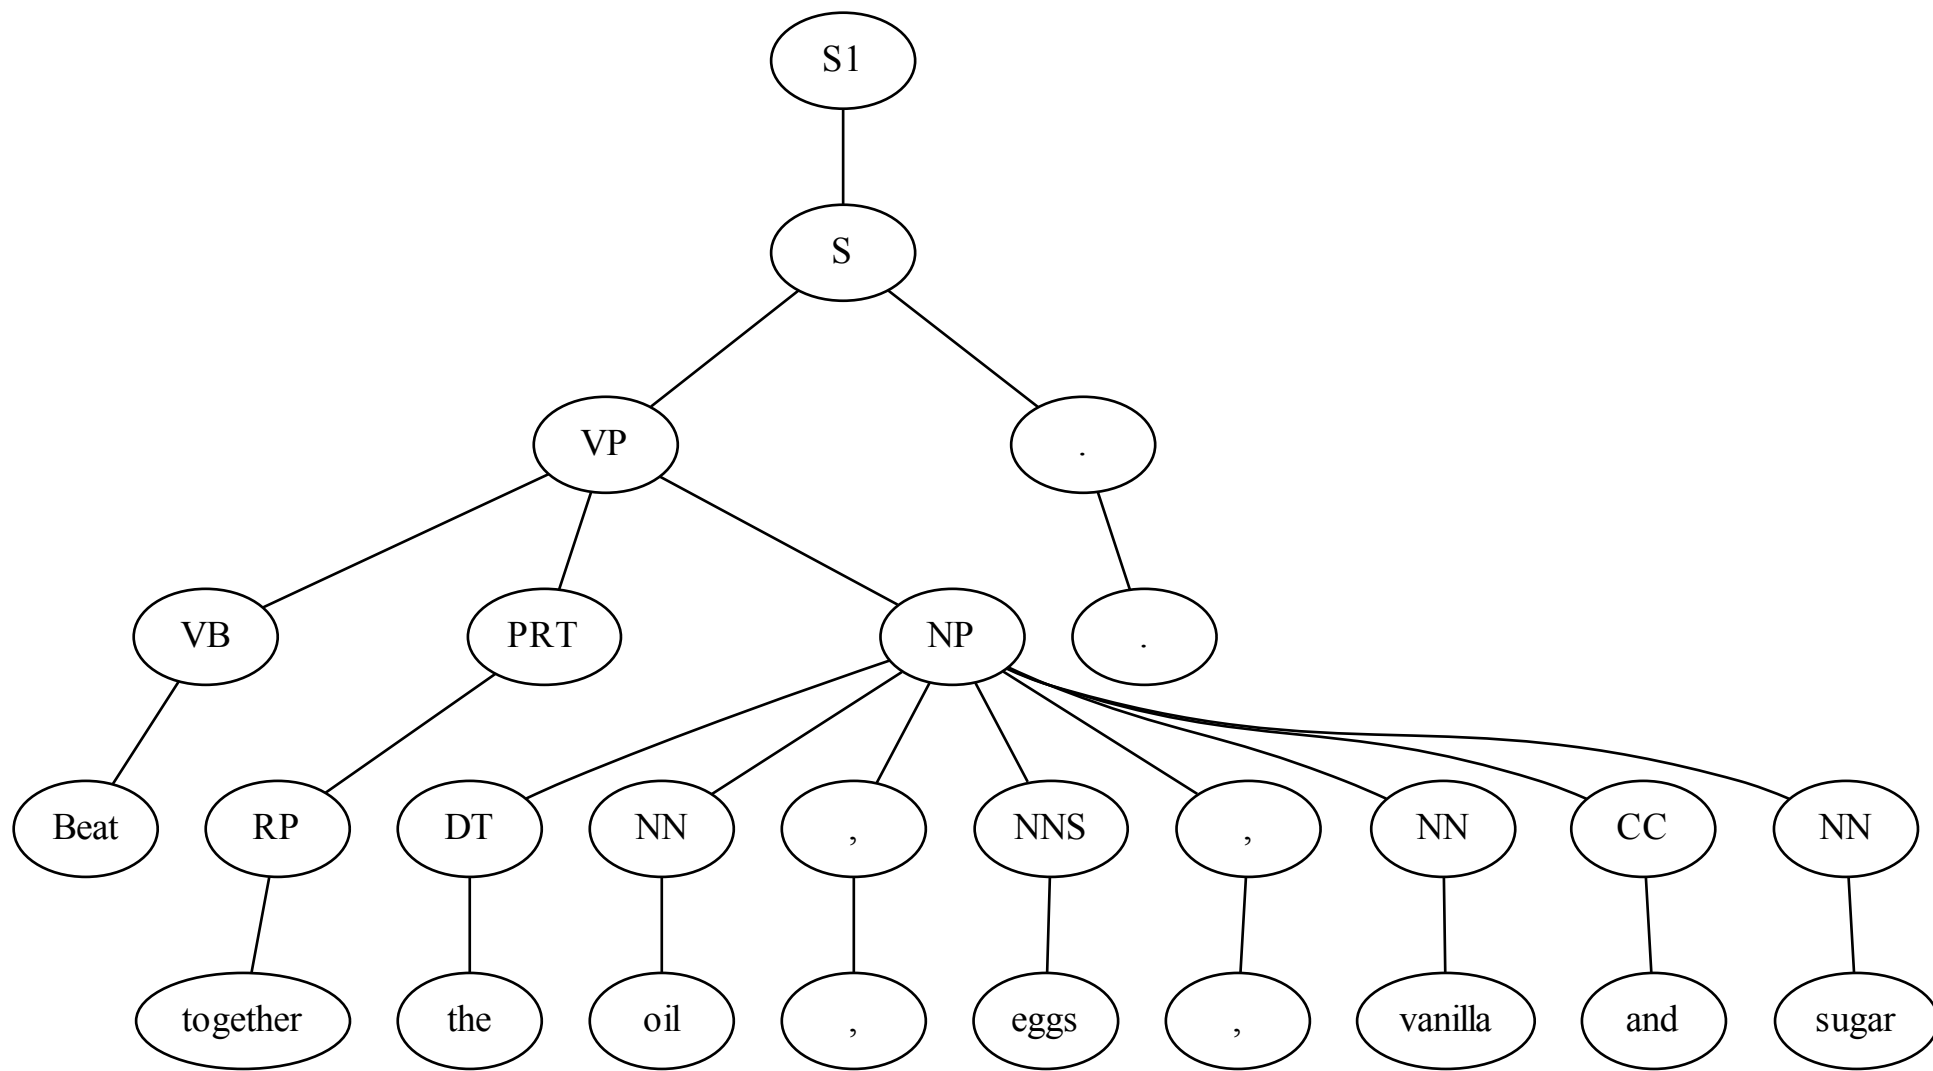 S1
S
VP .
VB PRT NP .
Beat RP DT NN , NNS , NN CC NN
together the oil , eggs , vanilla and sugar